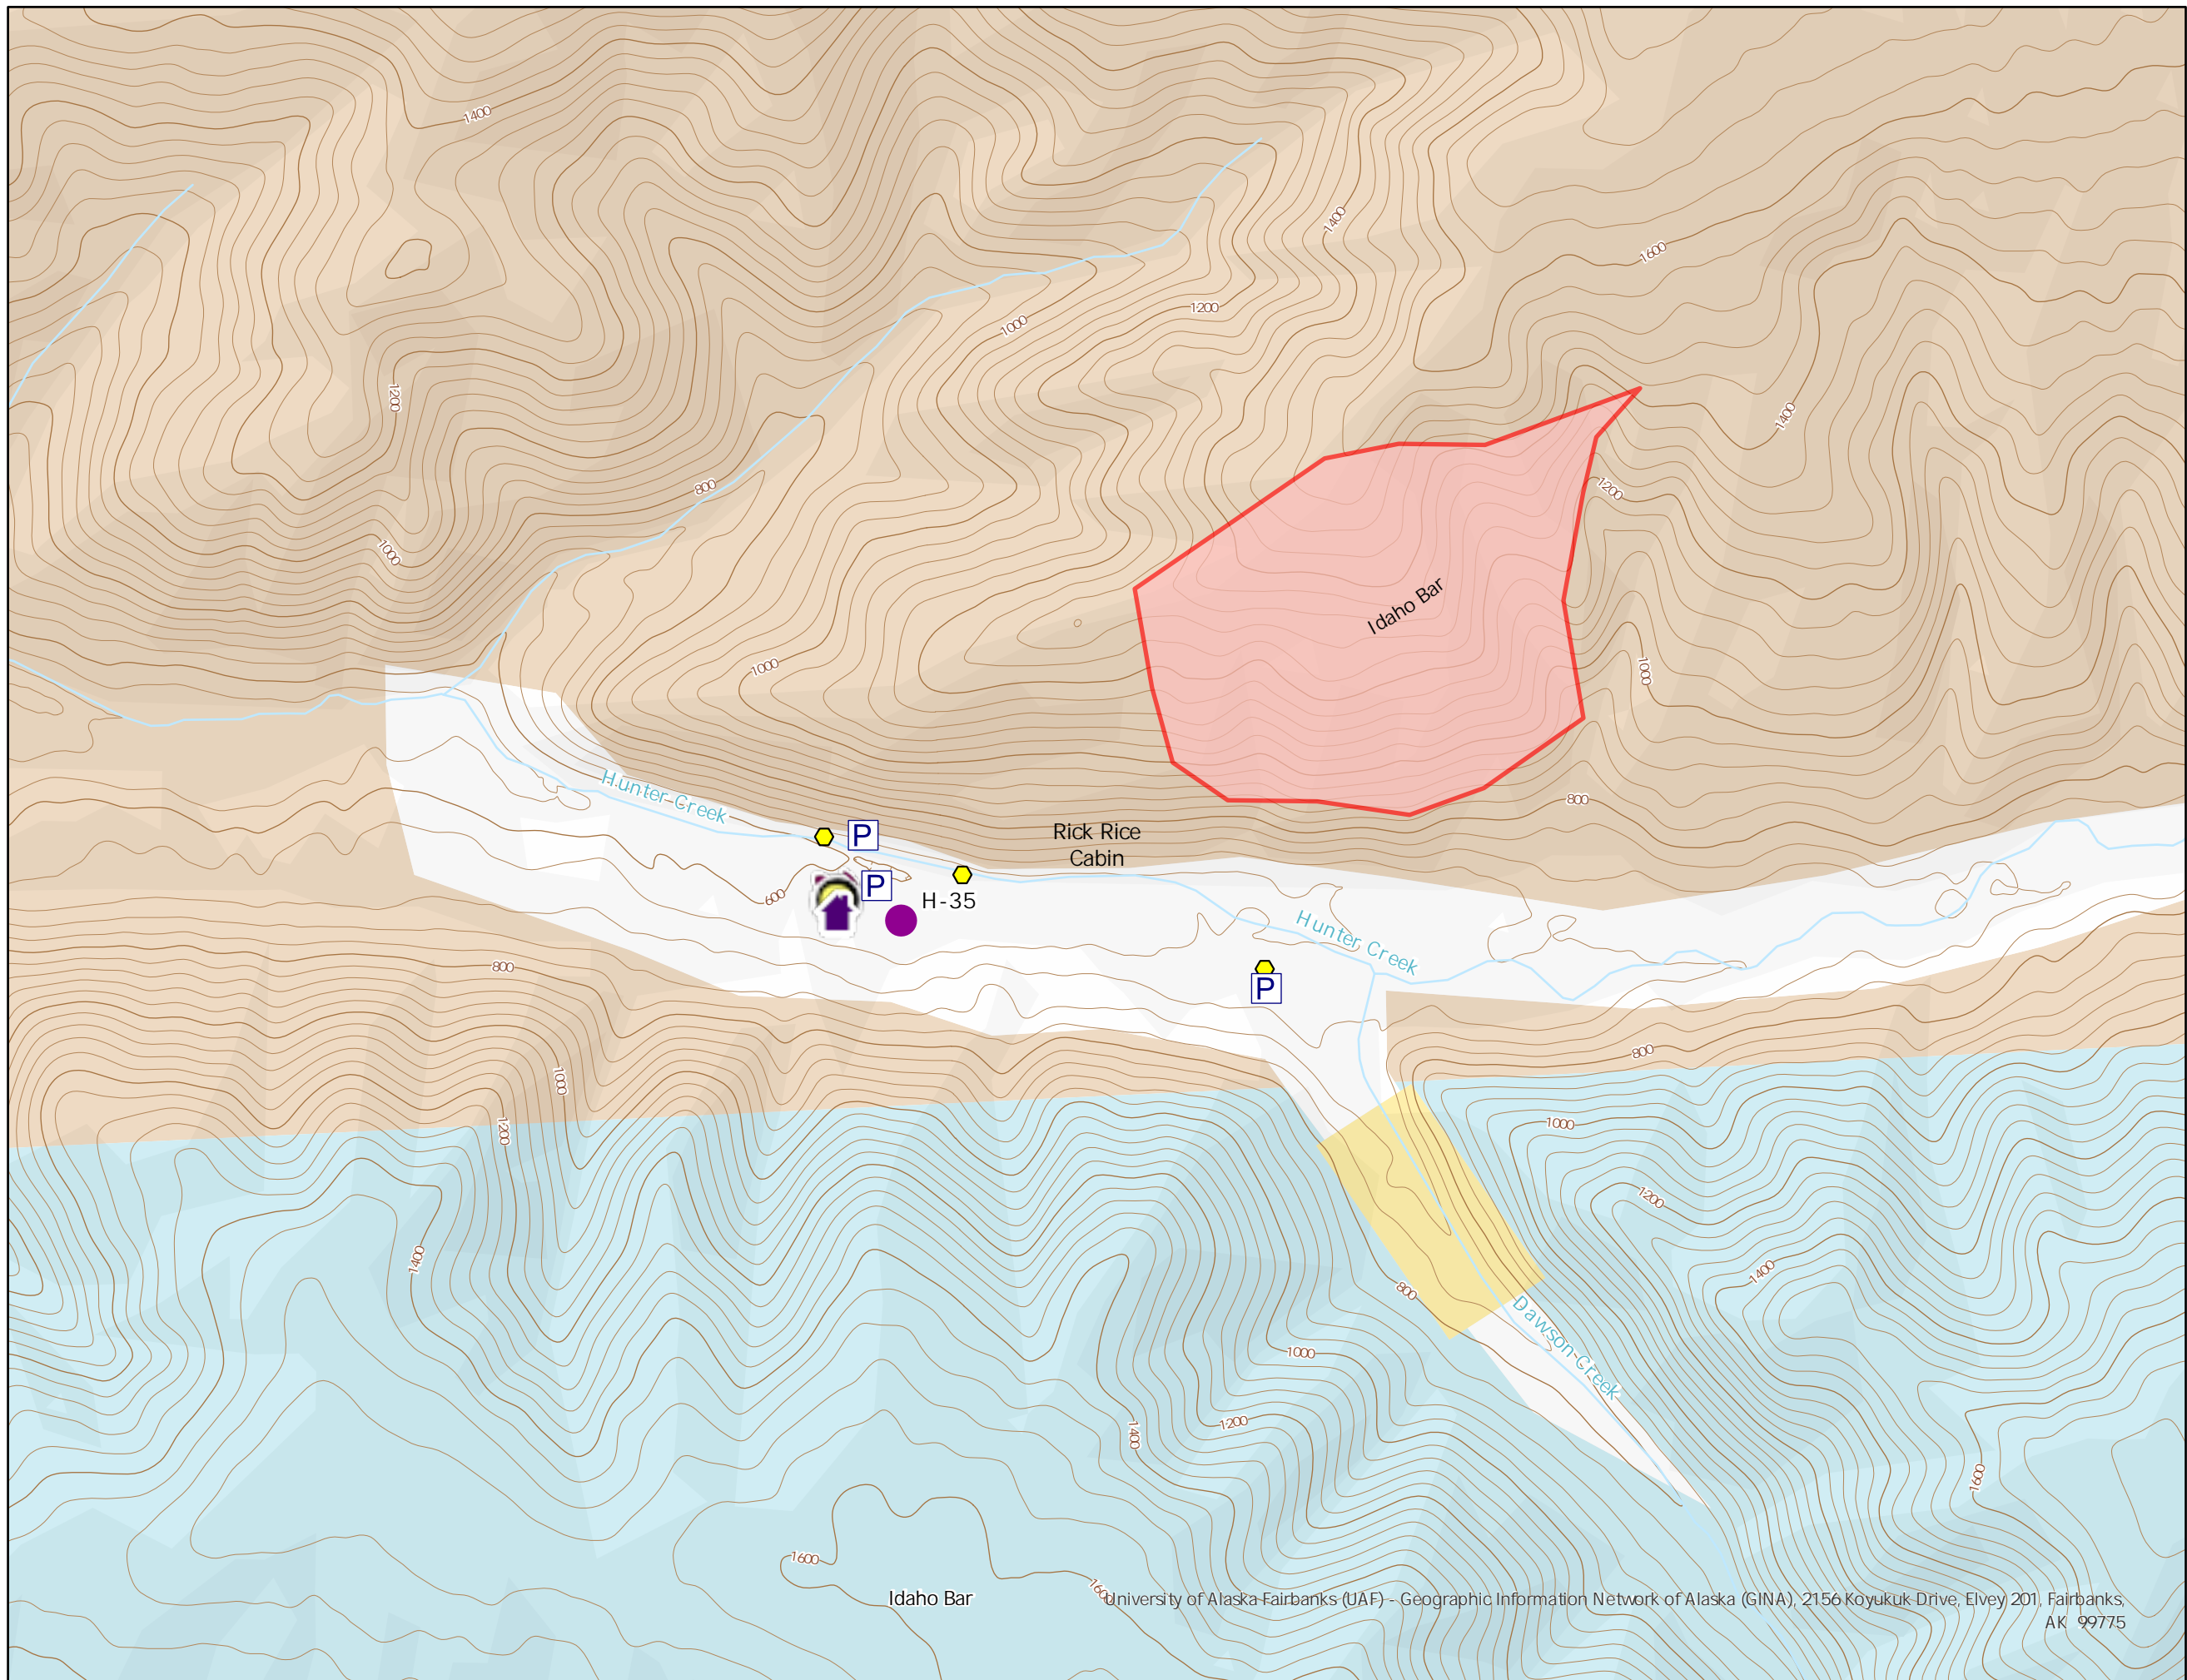 1400
1400
1600
1200
1000
1200
1400
800
1200
1000
Idaho Bar
1000
1000
Hunter Creek
800
P
Rick Rice
Cabin
P
H-35
600
Hunter Creek
800
P
800
1000
1000
1200
1200
1400
1400
800
Dawson Creek
1000
1200
1400
1600
1600
1600
Idaho Bar
University of Alaska Fairbanks (UAF) - Geographic Information Network of Alaska (GINA), 2156 Koyukuk Drive, Elvey 201, Fairbanks,
AK 99775